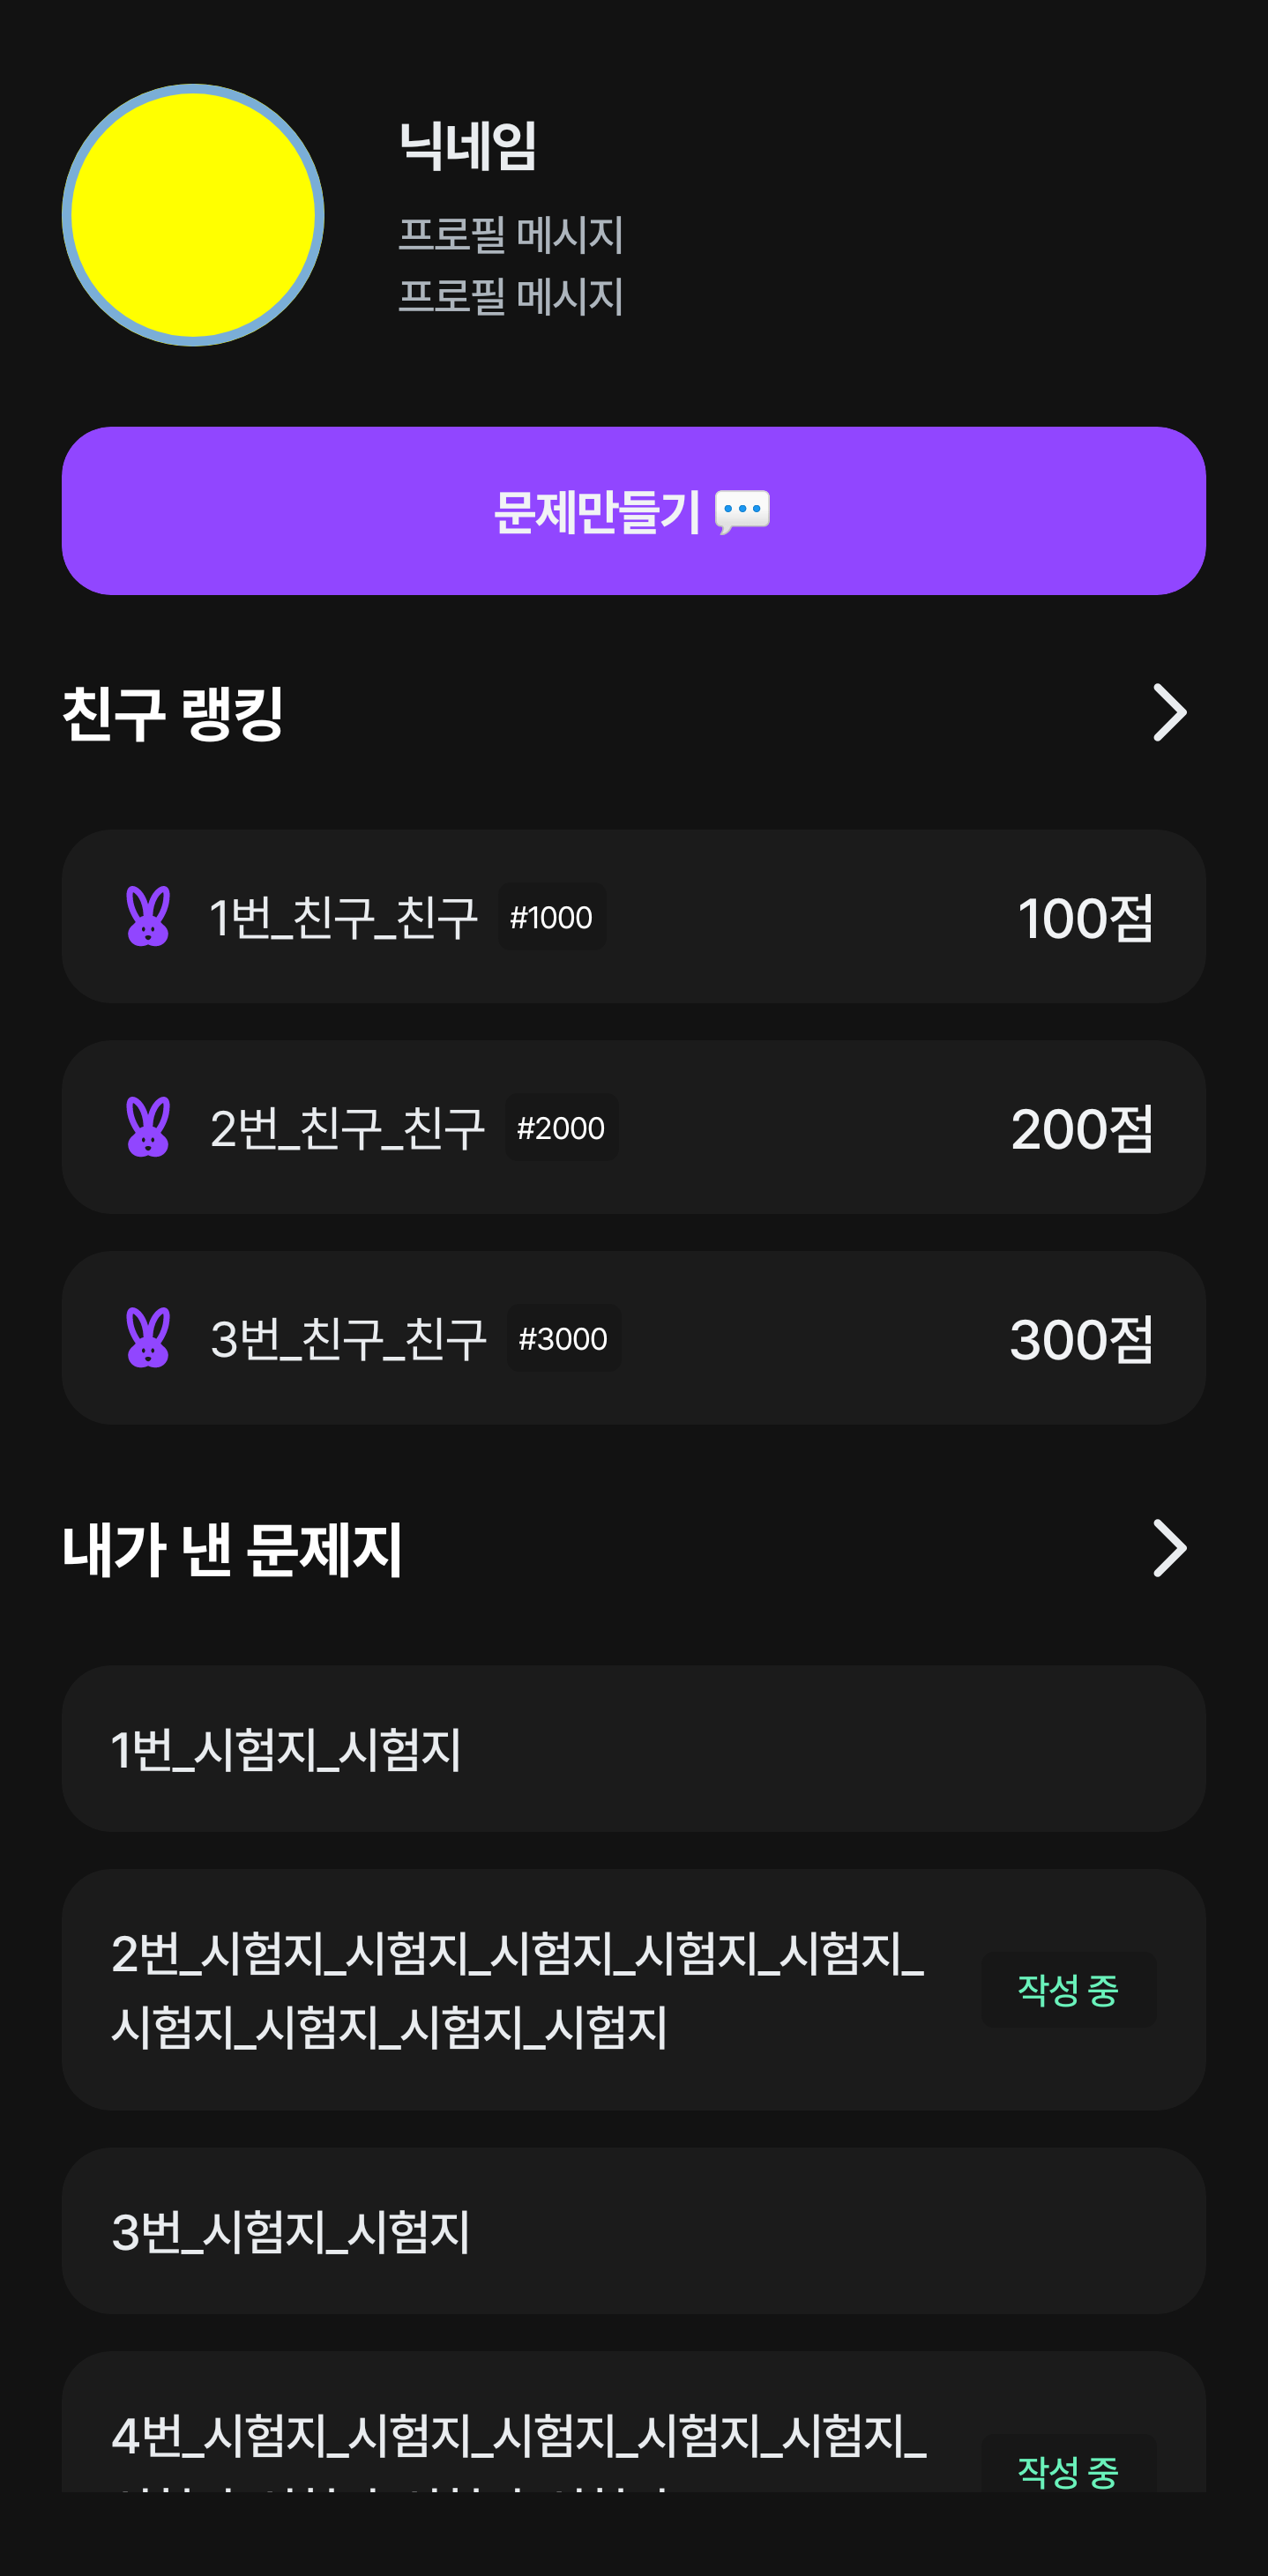 닉네임
프로필 메시지
프로필 메시지
문제만들기 💬
친구 랭킹
1번_친구_친구 #1000 100점
2번_친구_친구 #2000 200점
3번_친구_친구 #3000 300점
내가 낸 문제지
1번_시험지_시험지
2번_시험지_시험지_시험지_시험지_시험지_
시험지_시험지_시험지_시험지
작성 중
3번_시험지_시험지
4번_시험지_시험지_시험지_시험지_시험지_
작성 중